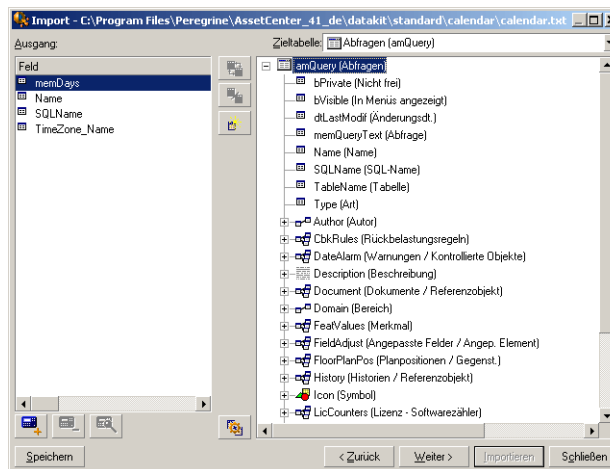 Import - C:\Program Files\Peregrine\AssetCenter_41_de\datakit\standard\calendar\calendar.txt
Ausgang:
Zieltabelle: Abfragen (amQuery)
Feld
memDays
Name
SQLName
TimeZone_Name
amQuery (Abfragen)
bPrivate (Nicht frei)
bVisible (In Menüs angezeigt)
dtLastModif (Änderungsdt.)
memQueryText (Abfrage)
Name (Name)
SQLName (SQL-Name)
TableName (Tabelle)
Type (Art)
Author (Autor)
CbkRules (Rückbelastungsregeln)
DateAlarm (Warnungen / Kontrollierte Objekte)
Description (Beschreibung)
Document (Dokumente / Referenzobjekt)
Domain (Bereich)
FeatValues (Merkmal)
FieldAdjust (Angepasste Felder / Angep. Element)
FloorPlanPos (Planpositionen / Gegenst.)
History (Historien / Referenzobjekt)
Icon (Symbol)
LicCounters (Lizenz - Softwarezähler)
Speichern
< Zurück
Weiter >
Importieren
Schließen